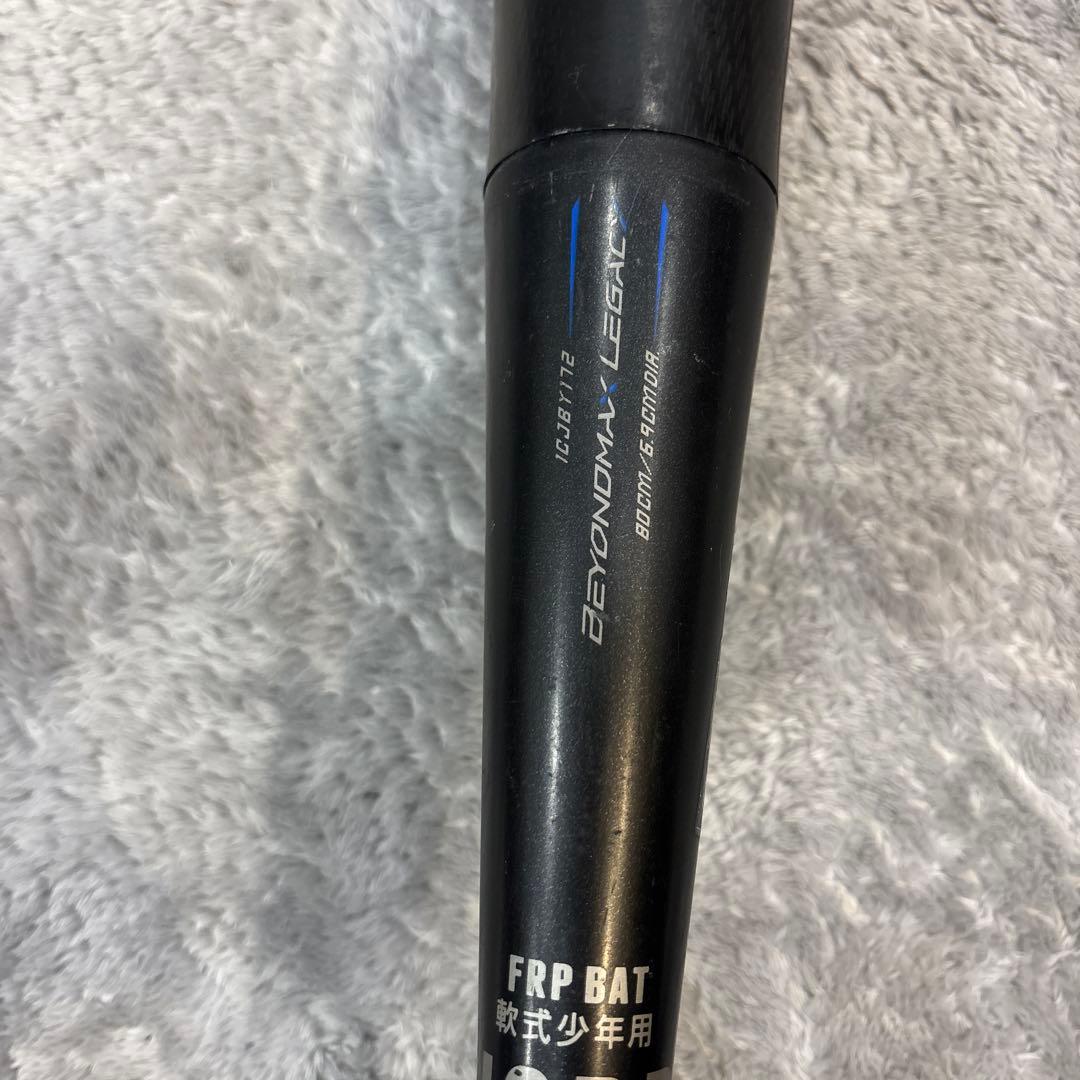 1CJBY172
BEYONDMAX LEGACY
80CM/6.9CMDIA.
FRP BAT
軟式少年用